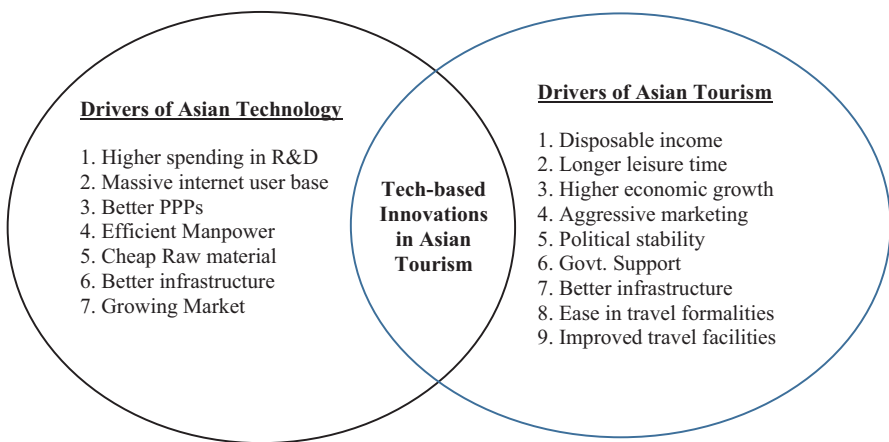 Drivers of Asian Technology
1. Higher spending in R&D
2. Massive internet user base
3. Better PPPs
4. Efficient Manpower
5. Cheap Raw material
6. Better infrastructure
7. Growing Market
Tech-based
Innovations
in Asian
Tourism
Drivers of Asian Tourism
1. Disposable income
2. Longer leisure time
3. Higher economic growth
4. Aggressive marketing
5. Political stability
6. Govt. Support
7. Better infrastructure
8. Ease in travel formalities
9. Improved travel facilities